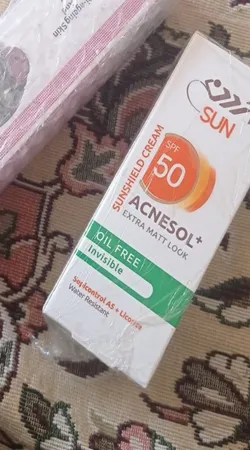 SUN
SUNSHIELD CREAM
SPF
50
ACNESOL+
EXTRA MATT LOOK
OIL FREE
Invisible
Water Resistant